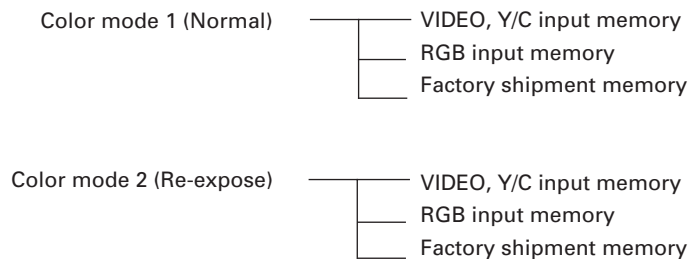 Color mode 1 (Normal) VIDEO, Y/C input memory
RGB input memory
Factory shipment memory
Color mode 2 (Re-expose) VIDEO, Y/C input memory
RGB input memory
Factory shipment memory